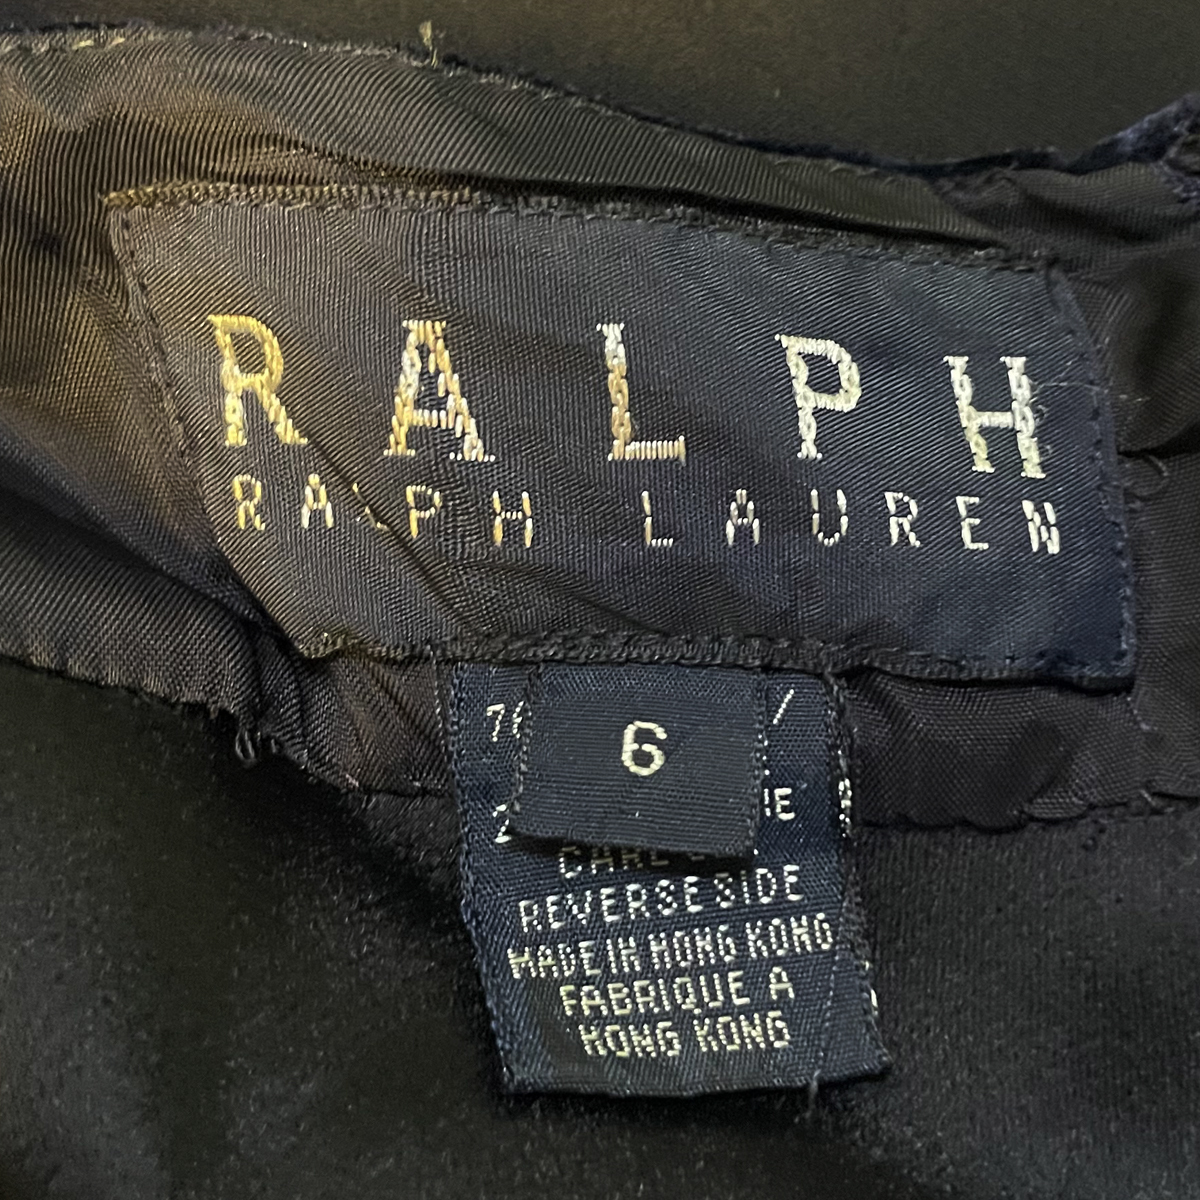 RALPH
RALPH LAUREN
6
/
REVERSE SIDE
MADE IN HONG KONG
FABRIQUE A
HONG KONG